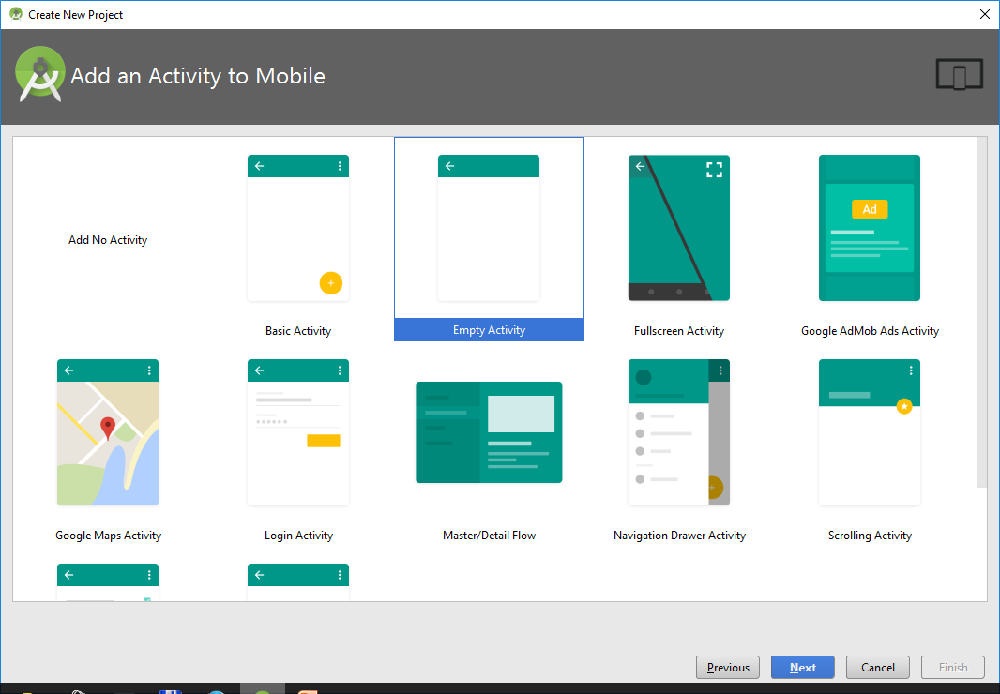 Create New Project
Add an Activity to Mobile
Add No Activity
Basic Activity
Empty Activity
Fullscreen Activity
Ad
Google AdMob Ads Activity
Google Maps Activity
Login Activity
Master/Detail Flow
Navigation Drawer Activity
Scrolling Activity
Previous
Next
Cancel
Finish